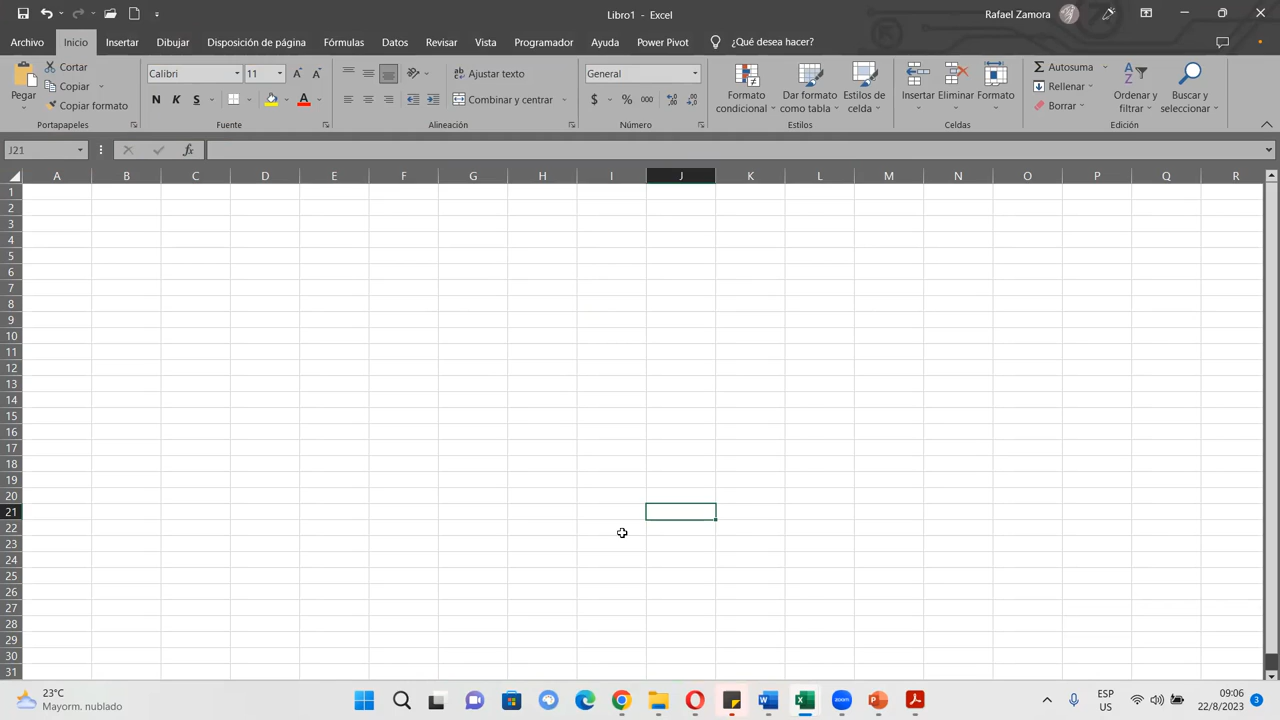 Libro1 - Excel
Rafael Zamora
Archivo Inicio Insertar Dibujar Disposición de página Fórmulas Datos Revisar Vista Programador Ayuda Power Pivot ¿Qué desea hacer?
Pegar
Cortar
Copiar
Copiar formato
Portapapeles
Calibri 11
N K S
Fuente
Ajustar texto
Combinar y centrar
Alineación
General
$ % 000
Número
Formato condicional
Dar formato como tabla
Estilos de celda
Estilos
Insertar Eliminar Formato
Celdas
Autosuma
Rellenar
Borrar
Ordenar y filtrar
Buscar y seleccionar
Edición
J21 fx
A B C D E F G H I J K L M N O P Q R
1
2
3
4
5
6
7
8
9
10
11
12
13
14
15
16
17
18
19
20
21
22
23
24
25
26
27
28
29
30
31
23°C
Mayorm. nublado
zoom
ESP
US
09:06
22/8/2023
3